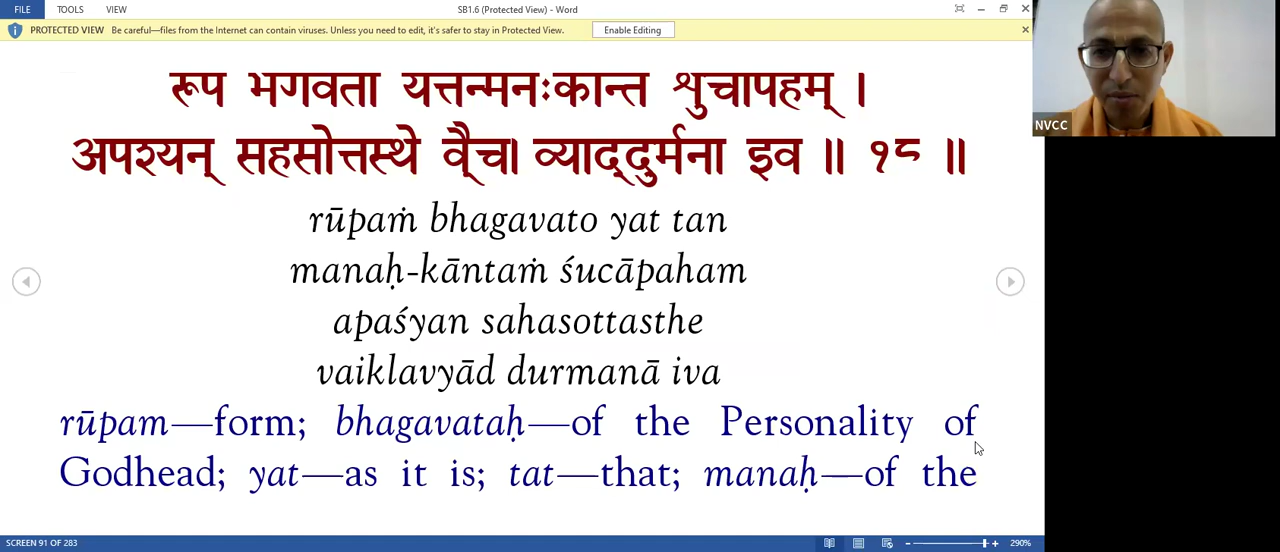 FILE TOOLS VIEW SB1.6 (Protected View) - Word
PROTECTED VIEW Be careful—files from the Internet can contain viruses. Unless you need to edit, it's safer to stay in Protected View. Enable Editing
रूप भगवता यत्तन्मनःकान्त शुचापहम् ।
अपश्यन् सहसोत्तस्थे वैचा। व्याद्दुर्मना इव ॥ १८ ॥
rūpaṁ bhagavato yat tan
manaḥ-kāntaṁ śucāpaham
apaśyan sahasottasthe
vaiklavyād durmanā iva
rūpam—form; bhagavataḥ—of the Personality of
Godhead; yat—as it is; tat—that; manaḥ—of the
NVCC
SCREEN 91 OF 283 290%